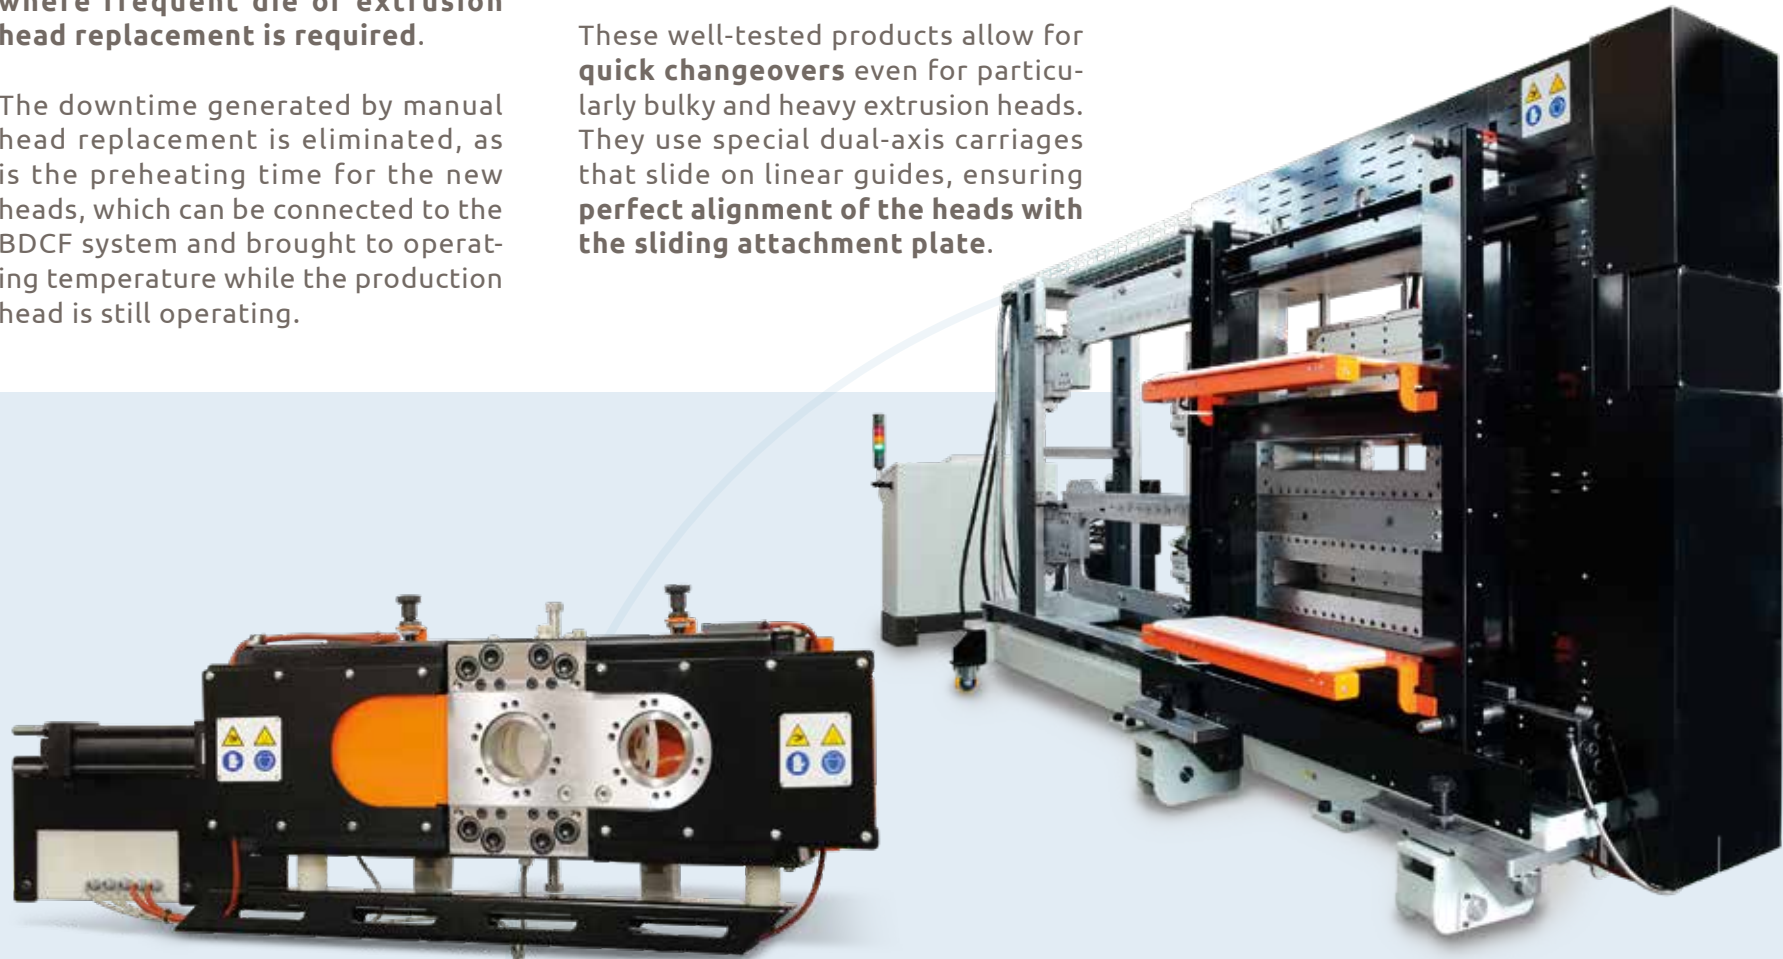 where frequent die or extrusion
head replacement is required.
The downtime generated by manual
head replacement is eliminated, as
is the preheating time for the new
heads, which can be connected to the
BDCF system and brought to operat-
ing temperature while the production
head is still operating.
These well-tested products allow for
quick changeovers even for particu-
larly bulky and heavy extrusion heads.
They use special dual-axis carriages
that slide on linear guides, ensuring
perfect alignment of the heads with
the sliding attachment plate.